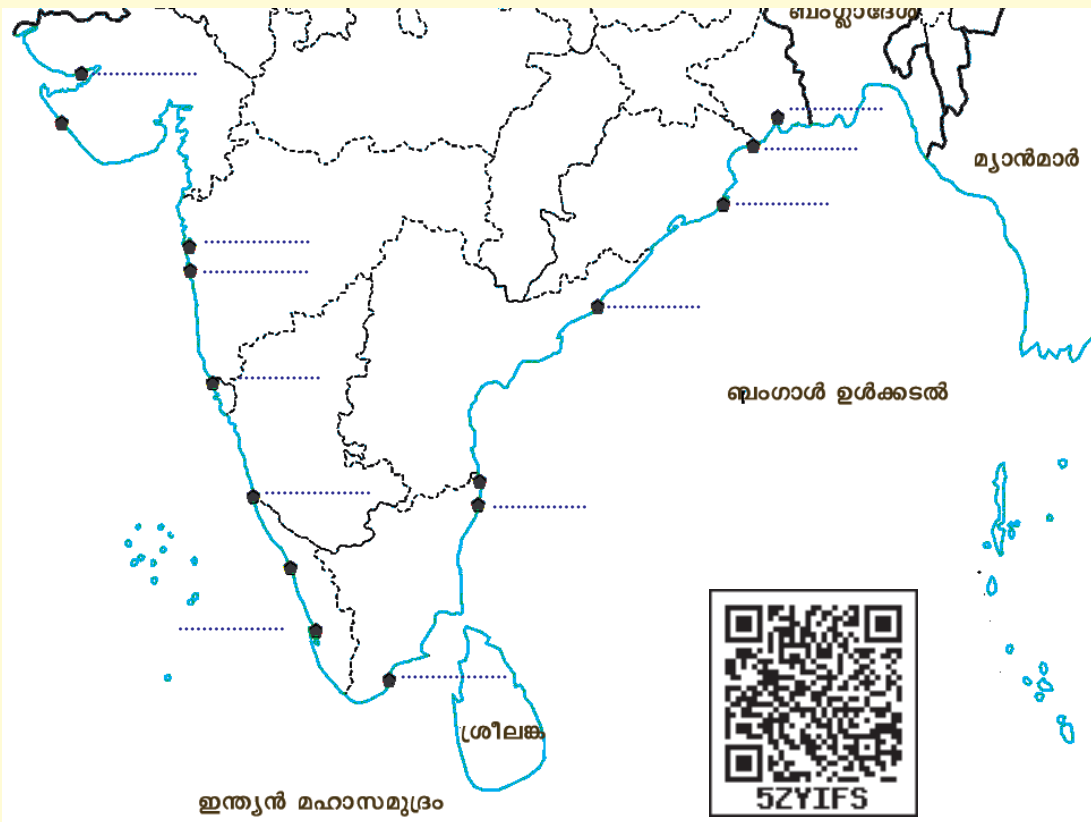 ബംഗ്ലാദേശ്
മ്യാൻമാർ
ബംഗാൾ ഉൾക്കടൽ
ശ്രീലങ്ക
ഇന്ത്യൻ മഹാസമുദ്രം
5ZYIFS